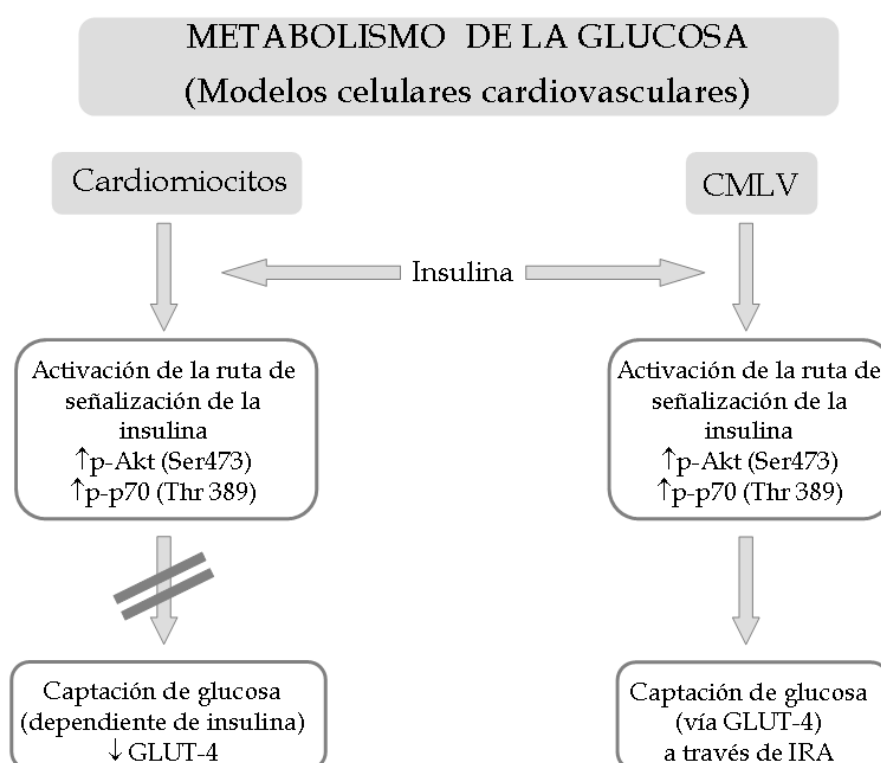 METABOLISMO DE LA GLUCOSA
(Modelos celulares cardiovasculares)
Cardiomiocitos
CMLV
Insulina
Activación de la ruta de
señalización de la
insulina
↑p-Akt (Ser473)
↑p-p70 (Thr 389)
Activación de la ruta de
señalización de la
insulina
↑p-Akt (Ser473)
↑p-p70 (Thr 389)
Captación de glucosa
(dependiente de insulina)
↓ GLUT-4
Captación de glucosa
(vía GLUT-4)
a través de IRA